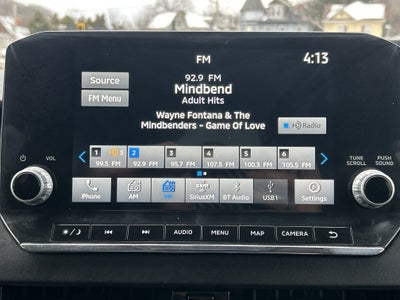 FM
4:13
Source
FM Menu
92.9 FM
Mindbend
Adult Hits
Wayne Fontana & The
Mindbenders - Game Of Love
HD Radio
1 3 2 3 4 5 6
99.5 FM 92.9 FM 95.7 FM 107.5 FM 100.3 FM 105.5 FM
Phone AM FM SiriusXM BT Audio USB1 Settings
VOL
TUNE SCROLL
PUSH SOUND
AUDIO MENU MAP CAMERA